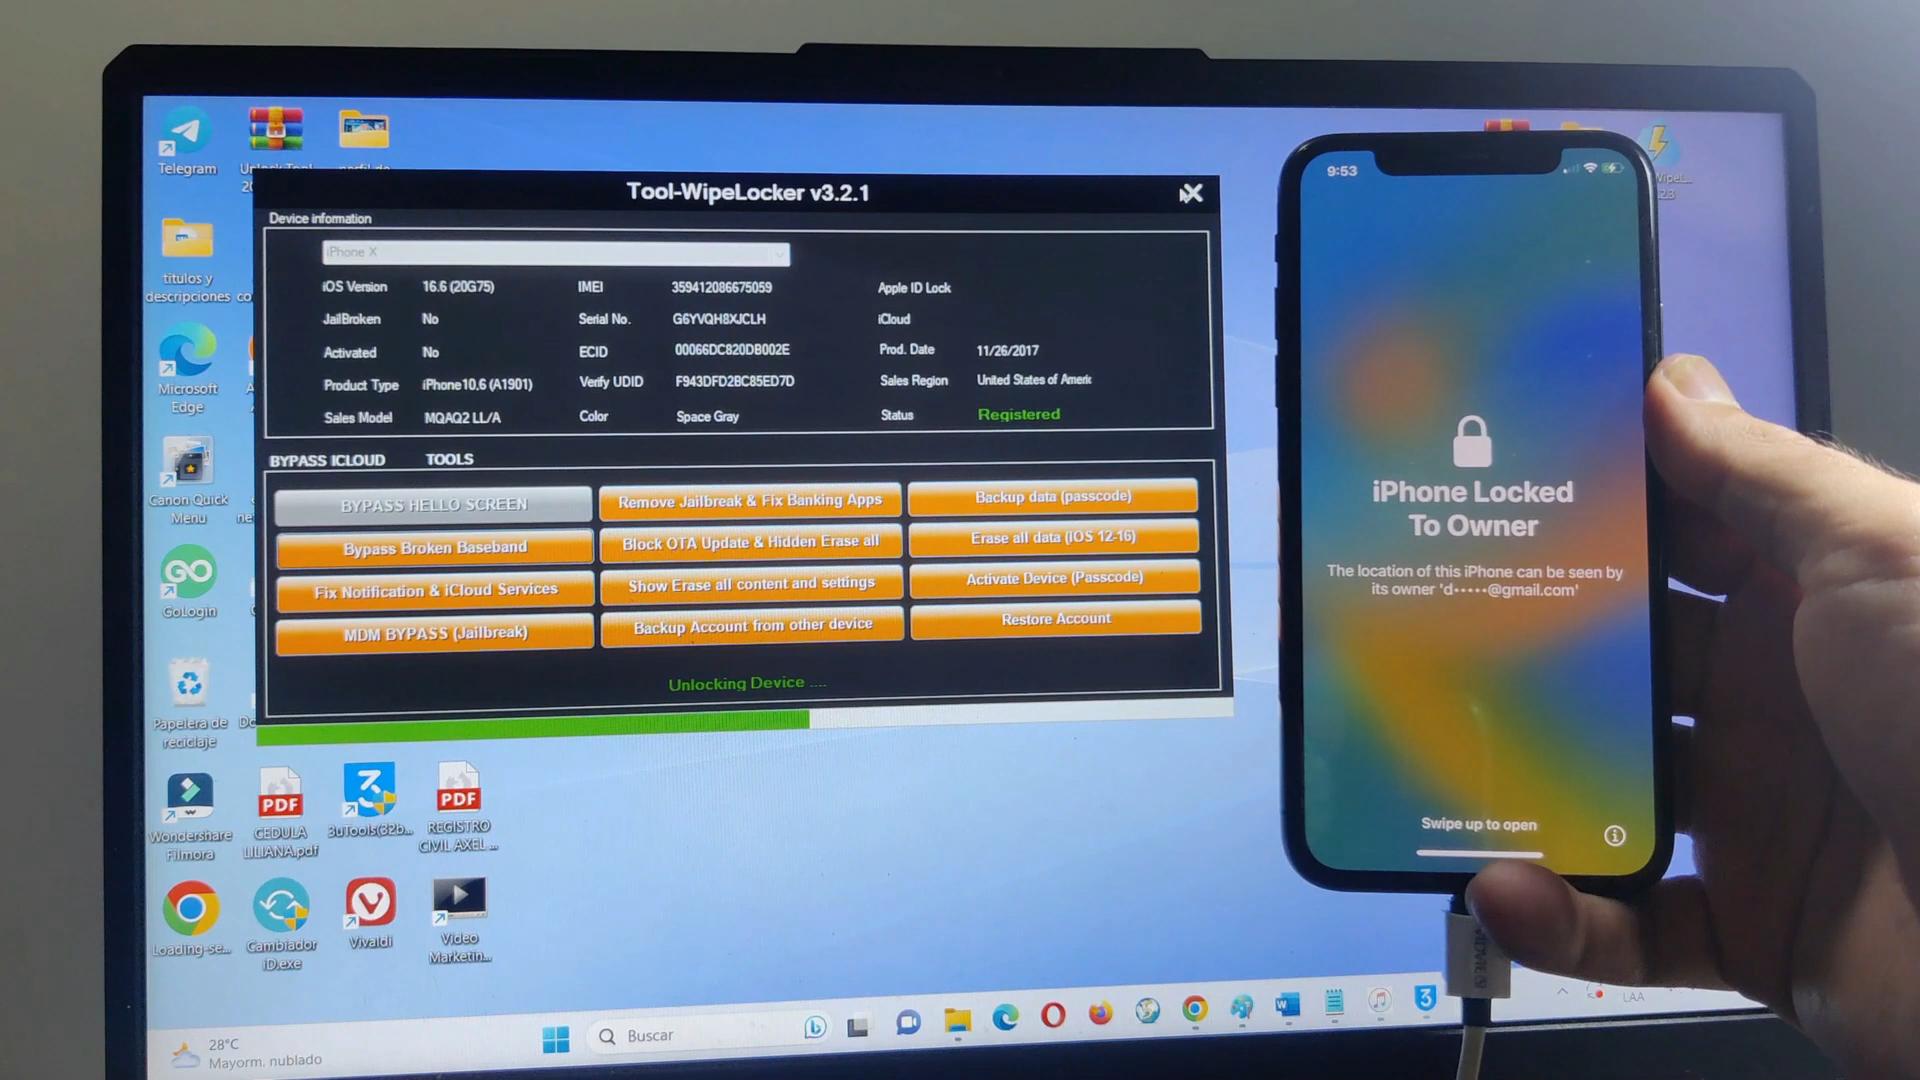 Telegram
Tool-WipeLocker v3.2.1
Device information
iPhone X
iOS Version 16.6 (20G75) IMEI 359412086675059 Apple ID Lock
JailBroken No Serial No. G6YVQH8XJCLH iCloud
Activated No ECID 00066DC820DB002E Prod. Date 11/26/2017
Product Type iPhone10,6 (A1901) Verify UDID F943DFD2BC85ED7D Sales Region United States of Americ
Sales Model MQAQ2 LL/A Color Space Gray Status Registered
BYPASS ICLOUD TOOLS
BYPASS HELLO SCREEN Remove Jailbreak & Fix Banking Apps Backup data (passcode)
Bypass Broken Baseband Block OTA Update & Hidden Erase all Erase all data (IOS 12-16)
Fix Notification & iCloud Services Show Erase all content and settings Activate Device (Passcode)
MDM BYPASS (Jailbreak) Backup Account from other device Restore Account
Unlocking Device ....
titulos y
descripciones
Microsoft
Edge
Canon Quick
Menu
GoLogin
Papelera de
reciclaje
Wondershare
Filmora
PDF
CEDULA
LILIANA.pdf
3uTools(32b...
PDF
REGISTRO
CIVIL AXEL ...
Loading-se...
Cambiador
iD.exe
Vivaldi
Video
Marketin...
28°C
Mayorm. nublado
Buscar
LAA
9:53
iPhone Locked
To Owner
The location of this iPhone can be seen by
its owner 'd•••••@gmail.com'
Swipe up to open